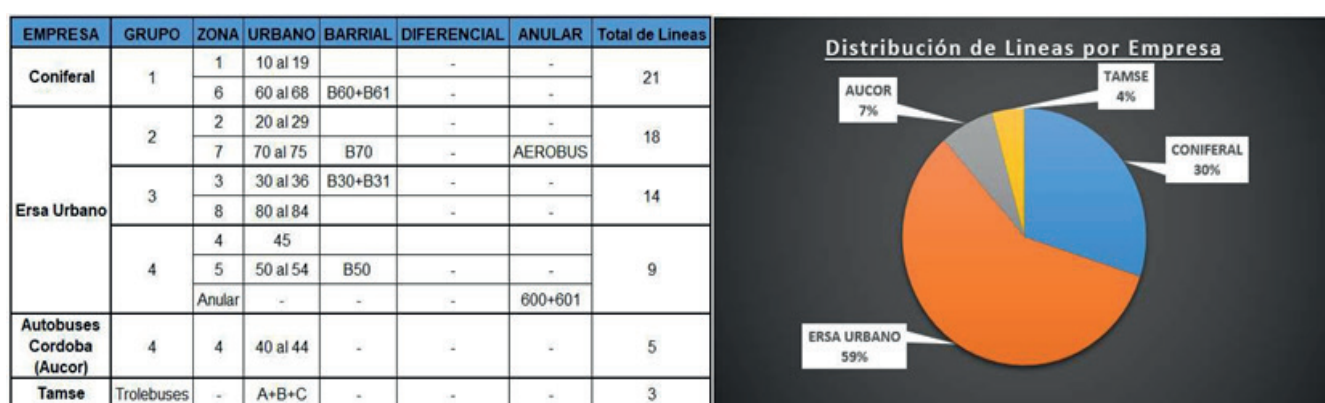 EMPRESA GRUPO ZONA URBANO BARRIAL DIFERENCIAL ANULAR Total de Lineas
Coniferal 1 1 10 al 19 - - 21
6 60 al 68 B60+B61 - -
Ersa Urbano 2 2 20 al 29 - - 18
7 70 al 75 B70 - AEROBUS
3 3 30 al 36 B30+B31 - - 14
8 80 al 84 - -
4 4 45 9
5 50 al 54 B50 - -
Anular - - - 600+601
Autobuses
Cordoba
(Aucor)
4 4 40 al 44 - - - 5
Tamse Trolebuses - A+B+C - - - 3
Distribución de Lineas por Empresa
TAMSE
4%
AUCOR
7%
CONIFERAL
30%
ERSA URBANO
59%